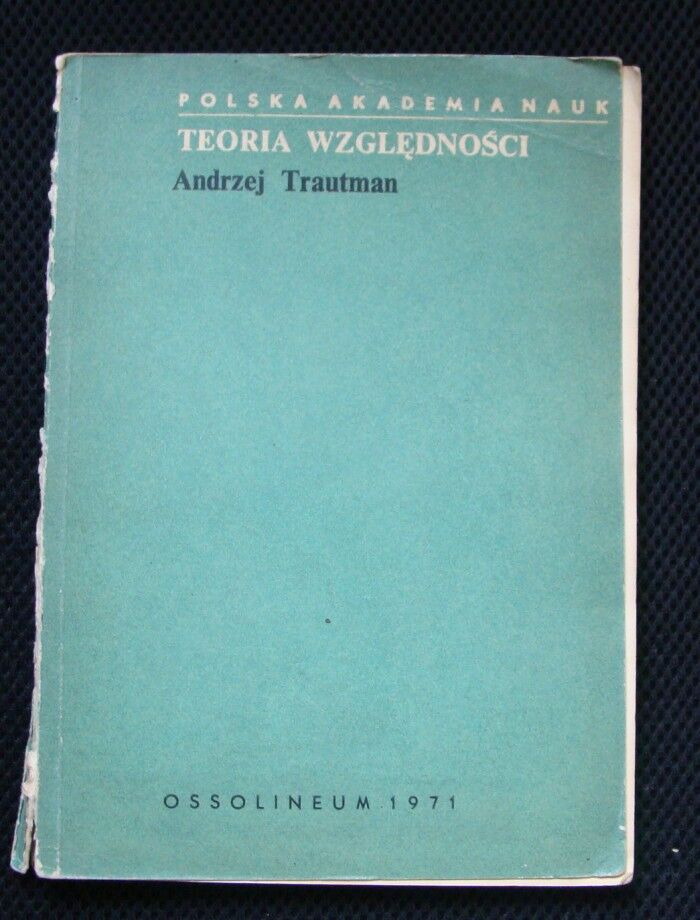 POLSKA AKADEMIA NAUK
TEORIA WZGLĘDNOŚCI
Andrzej Trautman
OSSOLINEUM 1971